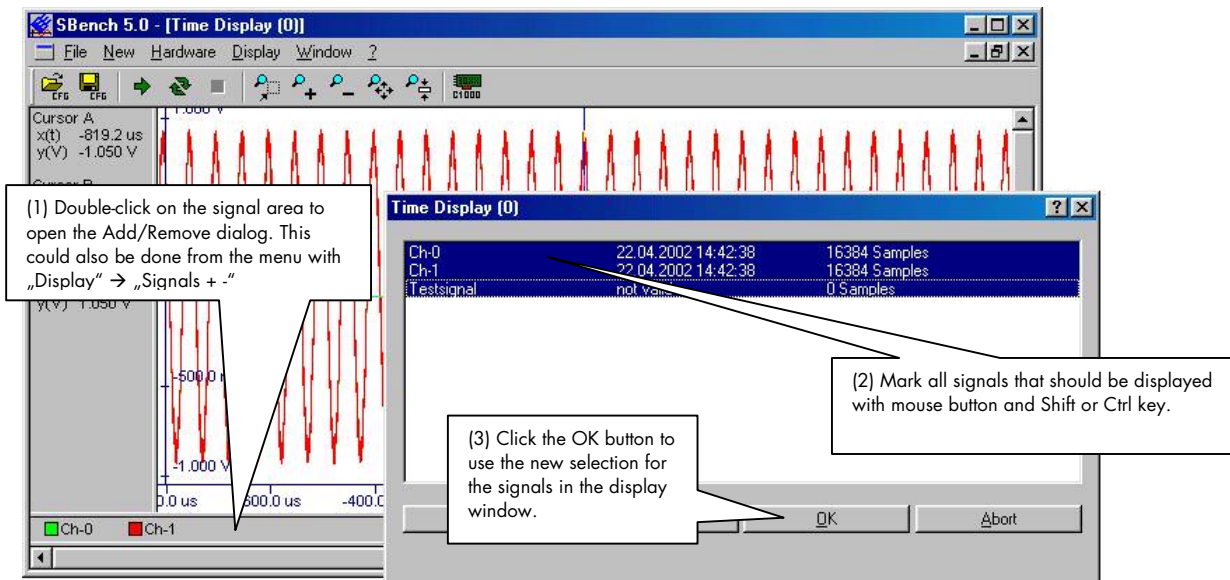 SBench 5.0 - [Time Display (0)]
File New Hardware Display Window ?
CFG CFG C1000
Cursor A
x(t) -819.2 us
y(V) -1.050 V
1.000 V
(1) Double-click on the signal area to
open the Add/Remove dialog. This
could also be done from the menu with
„Display“ → „Signals + -“
y(V) 1.050 V
-500.0
-1.000 V
0.0 us
600.0 us
-400.0
Ch-0 Ch-1
Time Display (0)
Ch-0 22.04.2002 14:42:38 16384 Samples
Ch-1 22.04.2002 14:42:38 16384 Samples
Testsignal not valid 0 Samples
(2) Mark all signals that should be displayed
with mouse button and Shift or Ctrl key.
(3) Click the OK button to
use the new selection for
the signals in the display
window.
OK Abort